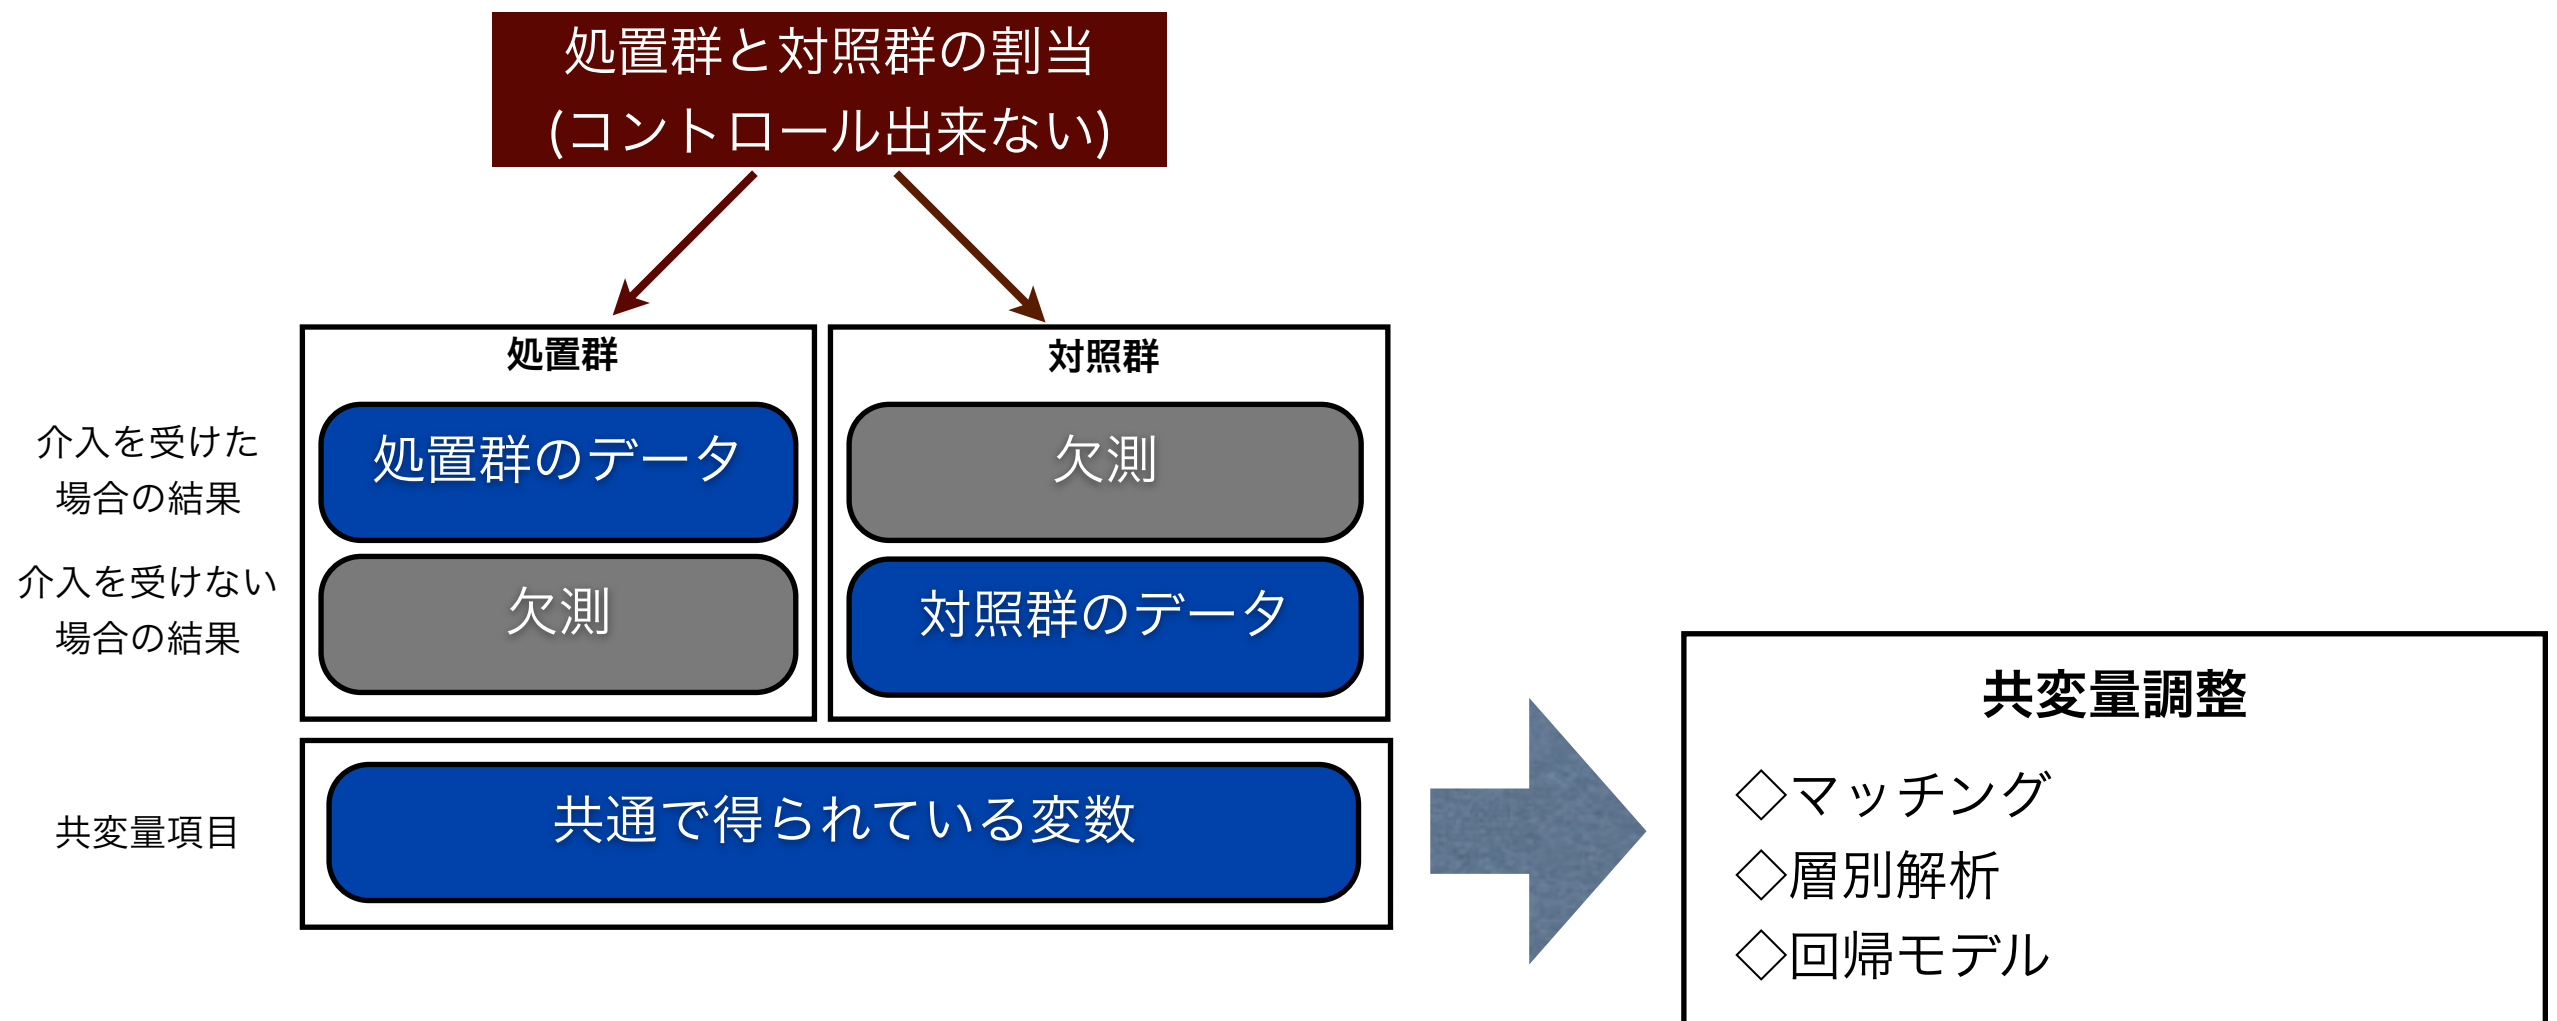 処置群と対照群の割当
(コントロール出来ない)
処置群
対照群
介入を受けた
場合の結果
処置群のデータ
欠測
介入を受けない
場合の結果
欠測
対照群のデータ
共変量項目
共通で得られている変数
共変量調整
◇マッチング
◇層別解析
◇回帰モデル